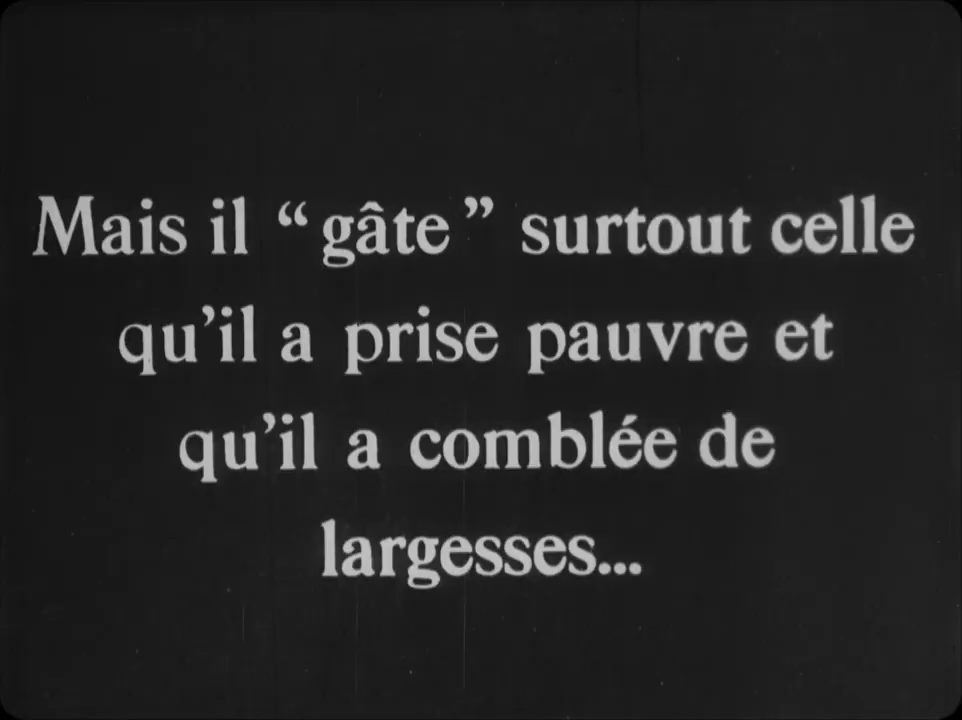 Mais il “gâte” surtout celle
qu’il a prise pauvre et
qu’il a comblée de
largesses...